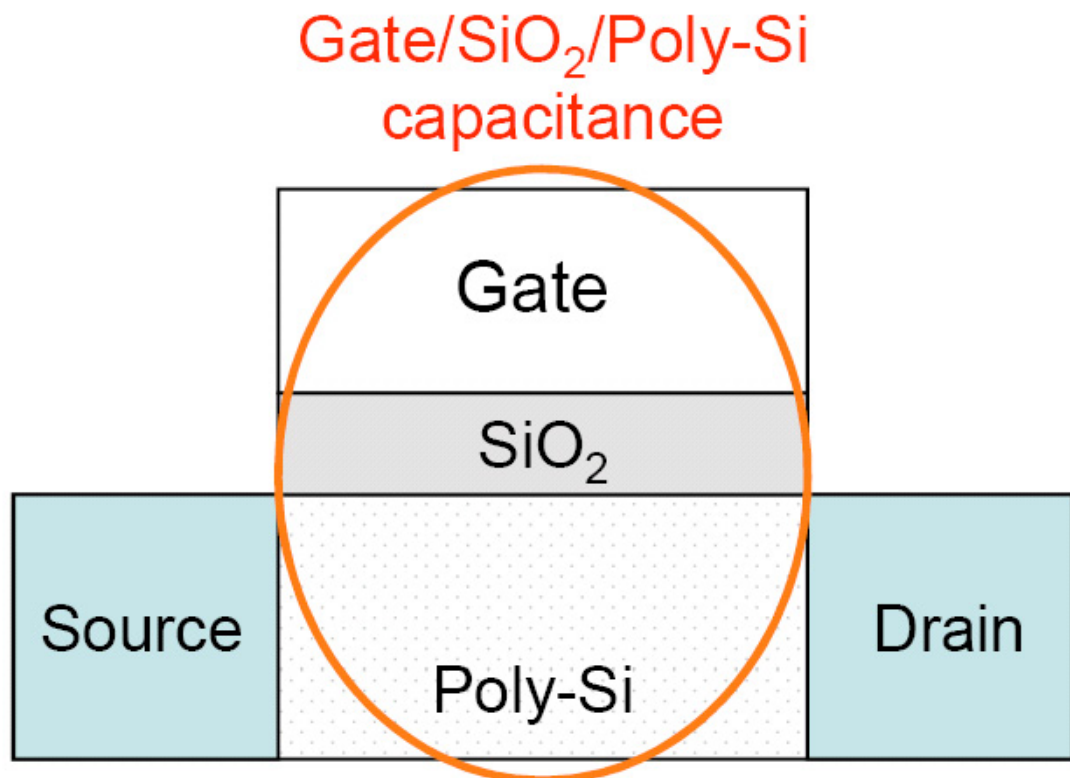 Gate/SiO₂/Poly-Si
capacitance
Gate
SiO₂
Source
Poly-Si
Drain